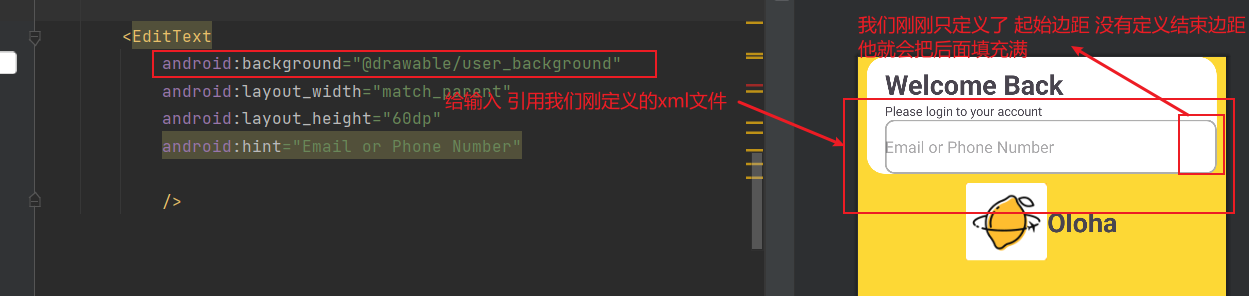 <EditText
android:background="@drawable/user_background"
android:layout_width="match_parent"
android:layout_height="60dp"
android:hint="Email or Phone Number"
/>
给输入 引用我们刚定义的xml文件
我们刚刚只定义了 起始边距 没有定义结束边距
他就会把后面填充满
Welcome Back
Please login to your account
Email or Phone Number
Oloha